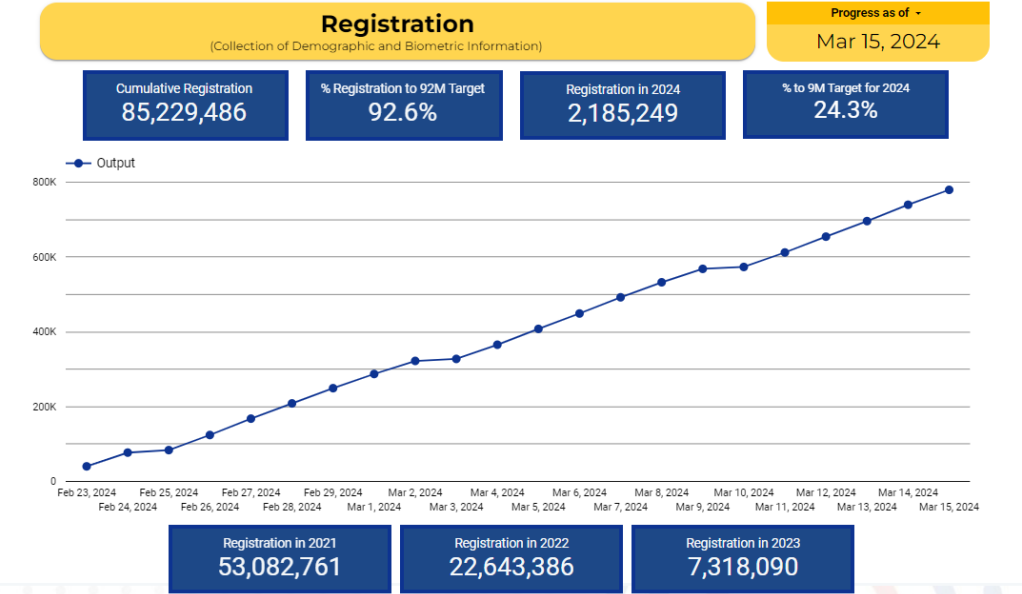 Registration
(Collection of Demographic and Biometric Information)
Progress as of
Mar 15, 2024
Cumulative Registration
85,229,486
% Registration to 92M Target
92.6%
Registration in 2024
2,185,249
% to 9M Target for 2024
24.3%
Output
800K
600K
400K
200K
0
Feb 23, 2024 Feb 25, 2024 Feb 27, 2024 Feb 29, 2024 Mar 2, 2024 Mar 4, 2024 Mar 6, 2024 Mar 8, 2024 Mar 10, 2024 Mar 12, 2024 Mar 14, 2024
Feb 24, 2024 Feb 26, 2024 Feb 28, 2024 Mar 1, 2024 Mar 3, 2024 Mar 5, 2024 Mar 7, 2024 Mar 9, 2024 Mar 11, 2024 Mar 13, 2024 Mar 15, 2024
Registration in 2021
53,082,761
Registration in 2022
22,643,386
Registration in 2023
7,318,090